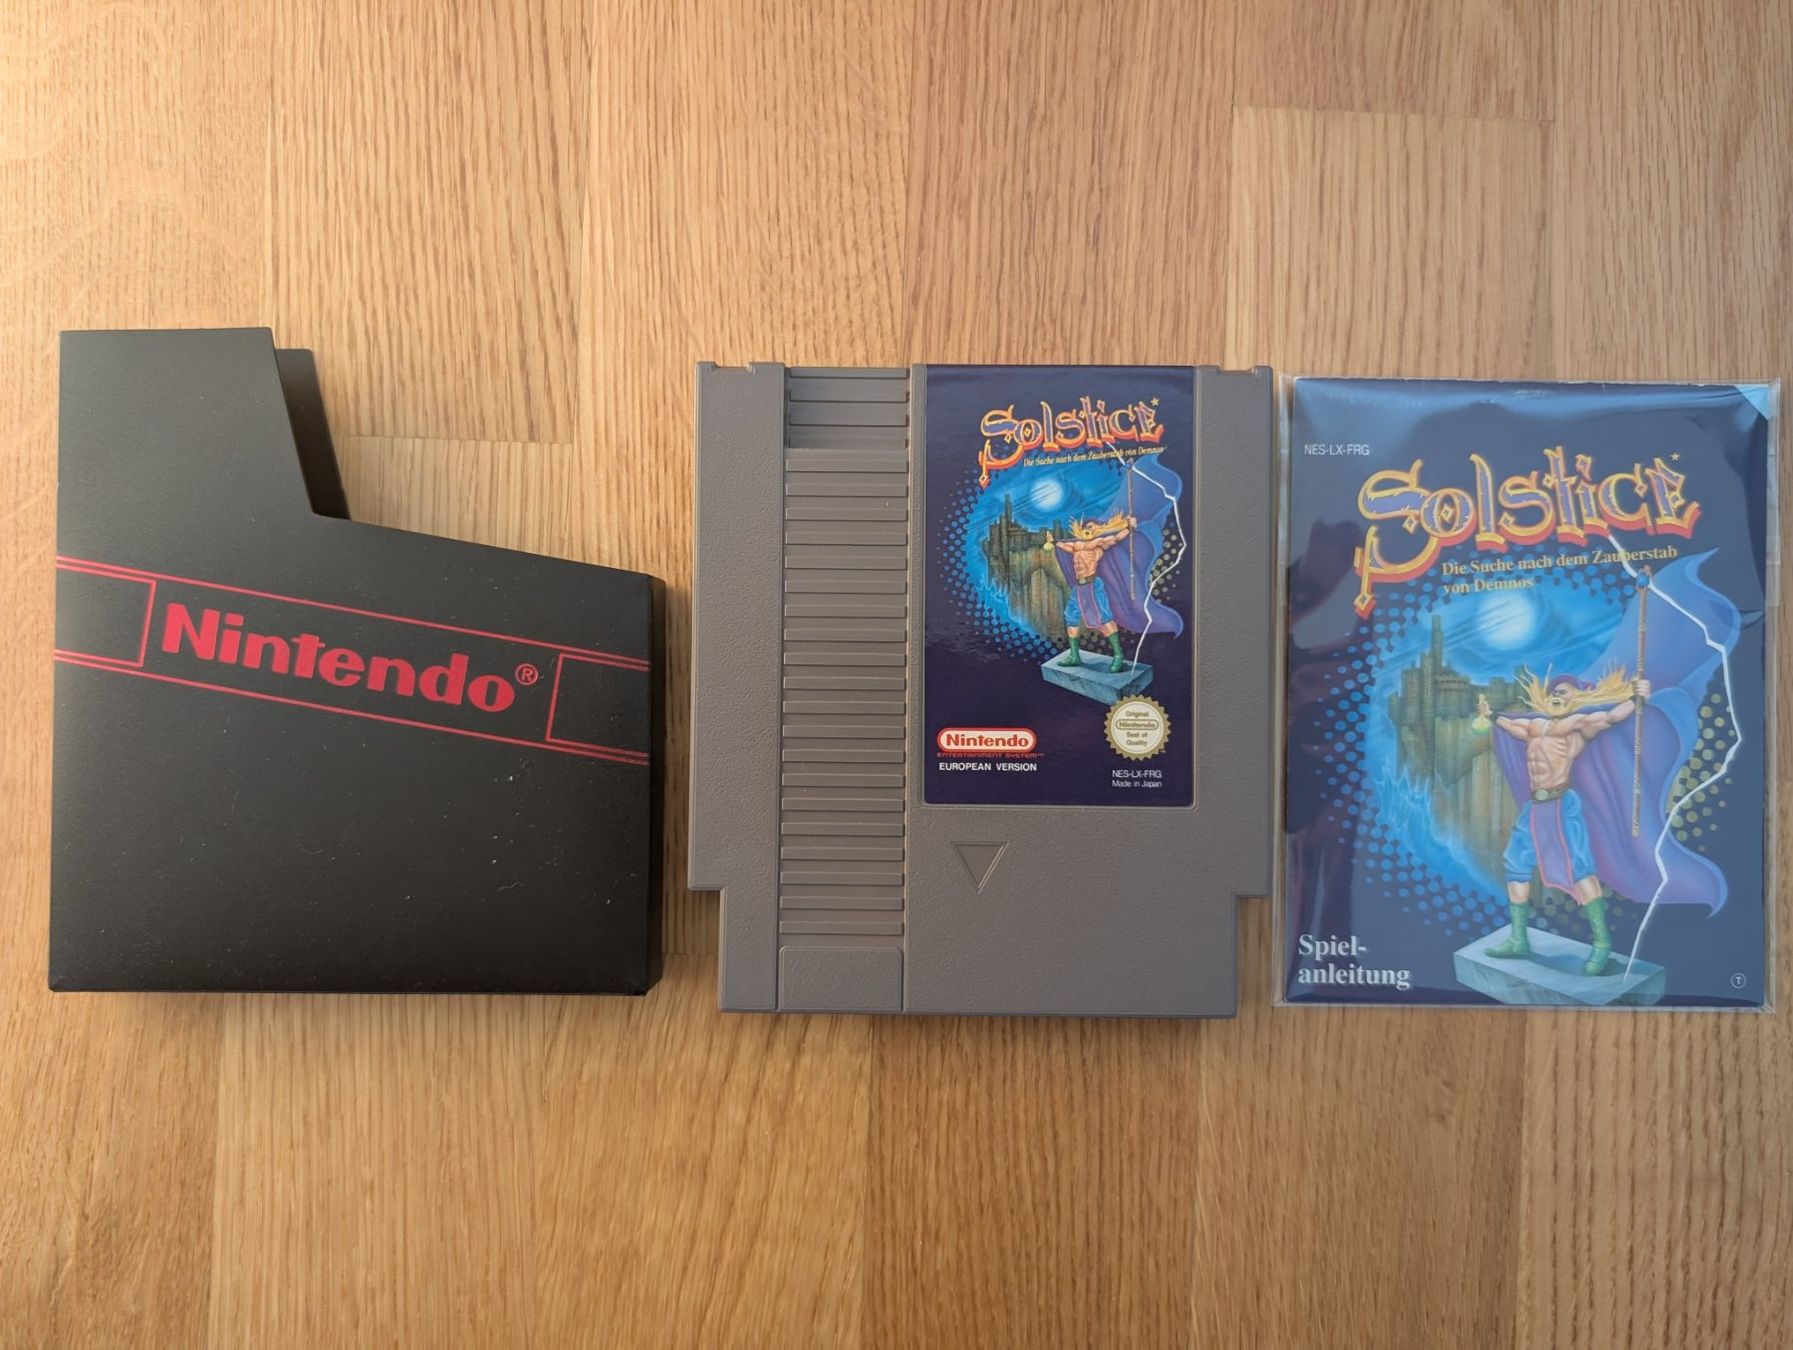 Nintendo®
Solstice
Die Suche nach dem Zauberstab von Demnos
Original
Nintendo
Seal of
Quality
Nintendo
ENTERTAINMENT SYSTEM™
EUROPEAN VERSION
NES-LX-FRG
Made in Japan
NES-LX-FRG
Solstice
Die Suche nach dem Zauberstab
von Demnos
Spiel-
anleitung
T